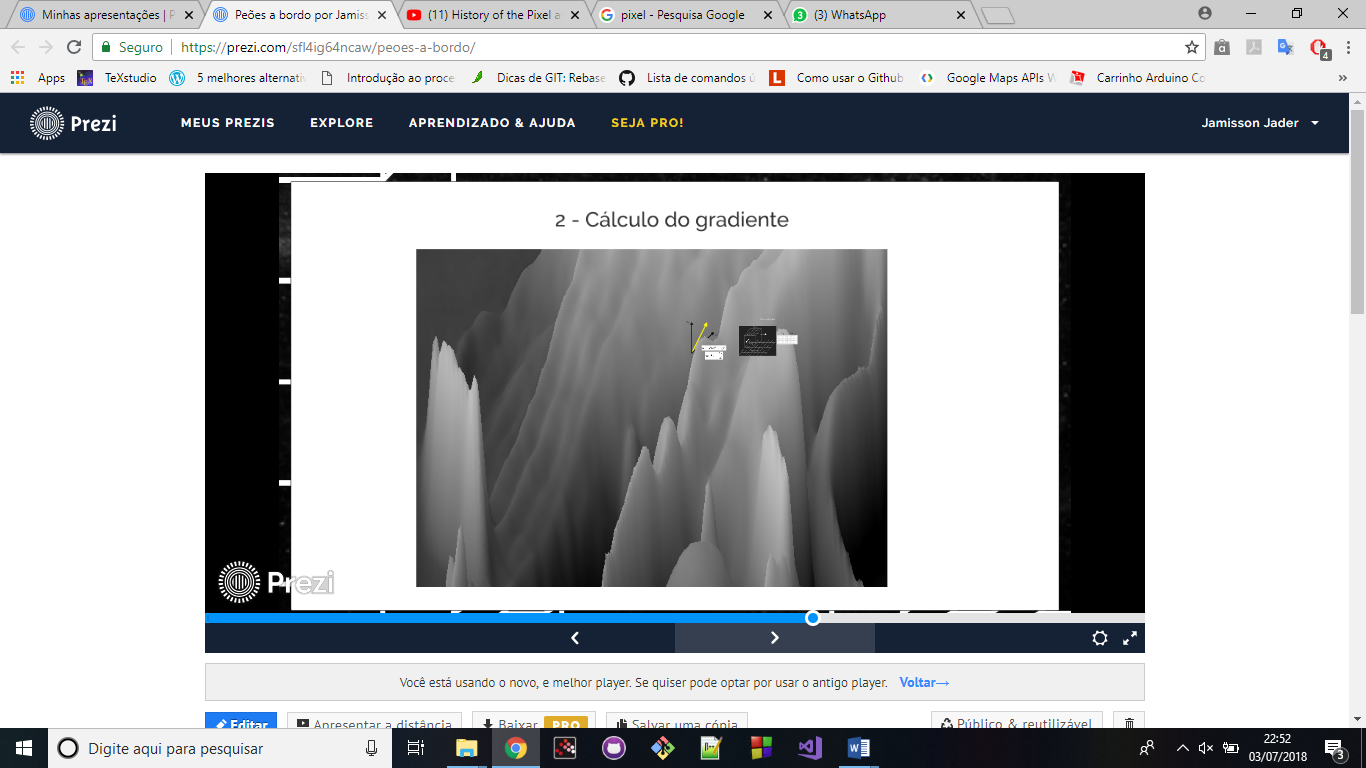 Minhas apresentações | P
Peões a bordo por Jamiss
(11) History of the Pixel a
pixel - Pesquisa Google
(3) WhatsApp
Seguro
https://prezi.com/sfl4ig64ncaw/peoes-a-bordo/
4
Apps
TeXstudio
5 melhores alternati
Introdução ao proce
Dicas de GIT: Rebase
Lista de comandos ú
Como usar o Github
Google Maps APIs W
Carrinho Arduino Co
»
Prezi
MEUS PREZIS
EXPLORE
APRENDIZADO & AJUDA
SEJA PRO!
Jamisson Jader
2 - Cálculo do gradiente
Prezi
Você está usando o novo, e melhor player. Se quiser pode optar por usar o antigo player. Voltar→
Editar
Apresentar a distância
Baixar PRO
Salvar uma cópia
Público & reutilizável
Digite aqui para pesquisar
22:52
03/07/2018
3